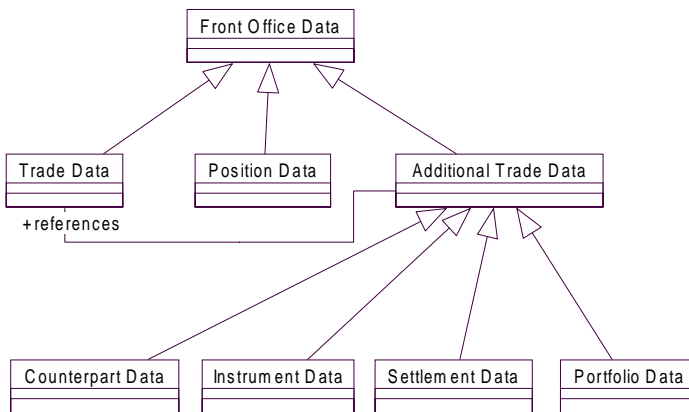 Front Office Data
Trade Data
Position Data
Additional Trade Data
+references
Counterpart Data
Instrument Data
Settlement Data
Portfolio Data